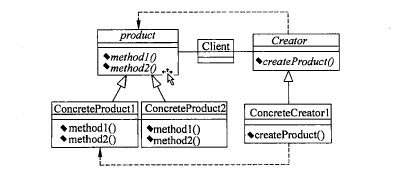 product
method1()
method2()
Client
Creator
createProduct()
ConcreteProduct1
method1()
method2()
ConcreteProduct2
method1()
method2()
ConcreteCreator1
createProduct()